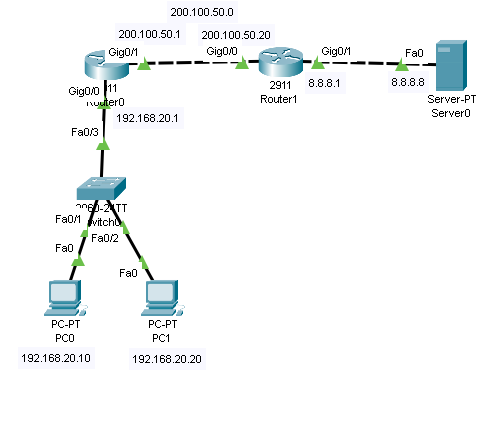 200.100.50.0
200.100.50.1
200.100.50.20
Gig0/1
Gig0/0
Gig0/1
Fa0
2911
Router1
8.8.8.1
8.8.8.8
Server-PT
Server0
Gig0/0
Router0
192.168.20.1
Fa0/3
2960-24TT
Fa0/1
Fa0/2
Fa0
Fa0
PC-PT
PC0
PC-PT
PC1
192.168.20.10
192.168.20.20